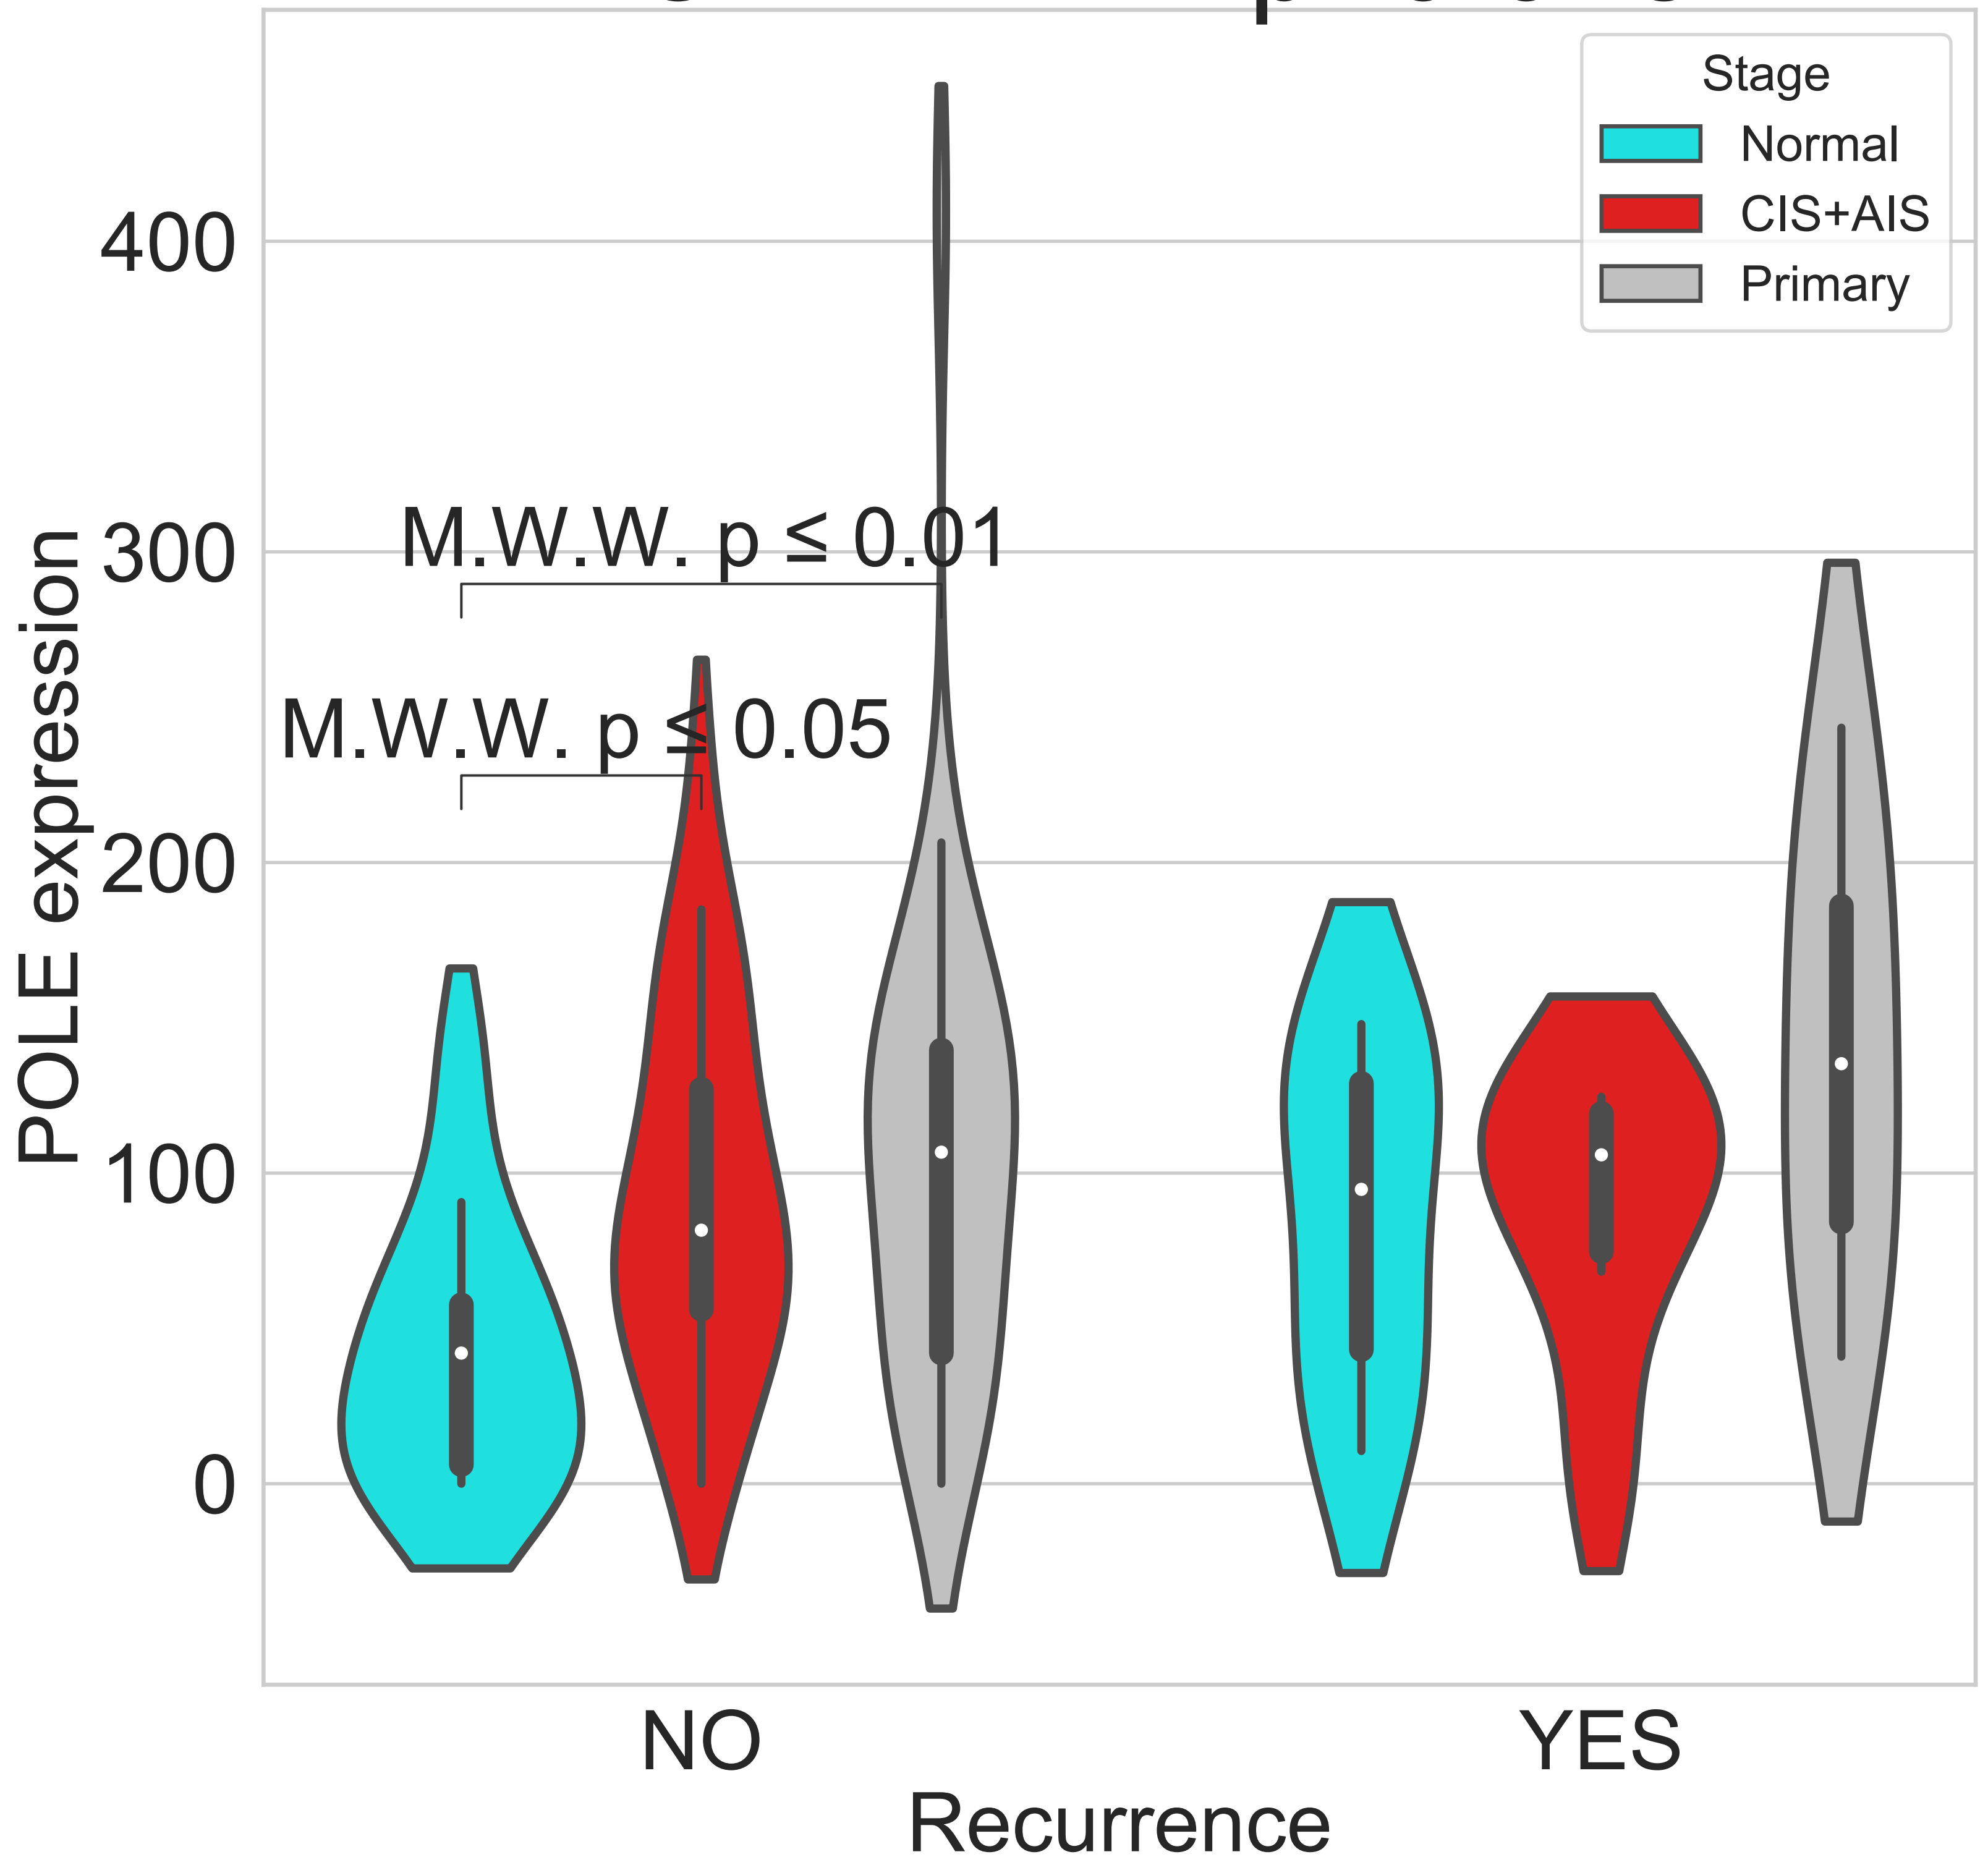 Stage
Normal
CIS+AIS
Primary
400
300
200
100
0
POLE expression
M.W.W. p ≤ 0.01
M.W.W. p ≤ 0.05
NO
YES
Recurrence